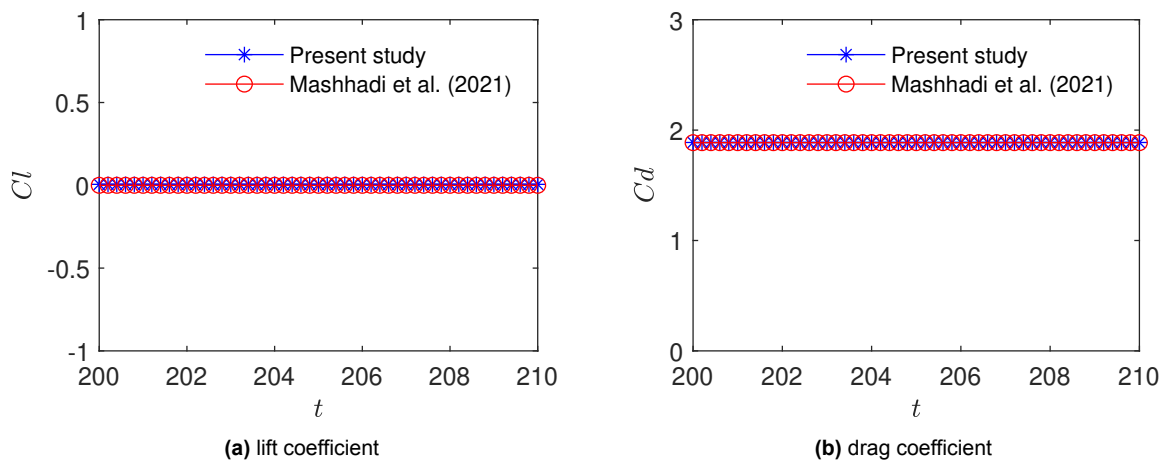 1
0.5
0
-0.5
-1
Cl
Present study
Mashhadi et al. (2021)
200 202 204 206 208 210
t
(a) lift coefficient
3
2
1
0
Cd
Present study
Mashhadi et al. (2021)
200 202 204 206 208 210
t
(b) drag coefficient